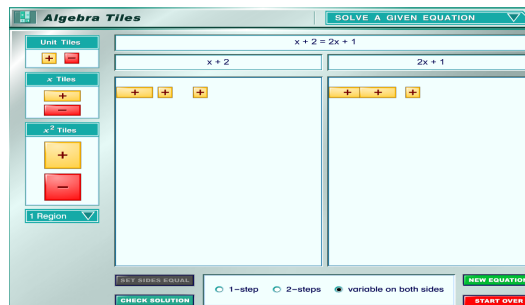 Algebra Tiles
SOLVE A GIVEN EQUATION
Unit Tiles
+ −
x Tiles
+
−
x² Tiles
+
−
1 Region
x + 2 = 2x + 1
x + 2
2x + 1
+ + +
+ + +
SET SIDES EQUAL
CHECK SOLUTION
1-step 2-steps variable on both sides
NEW EQUATION
START OVER